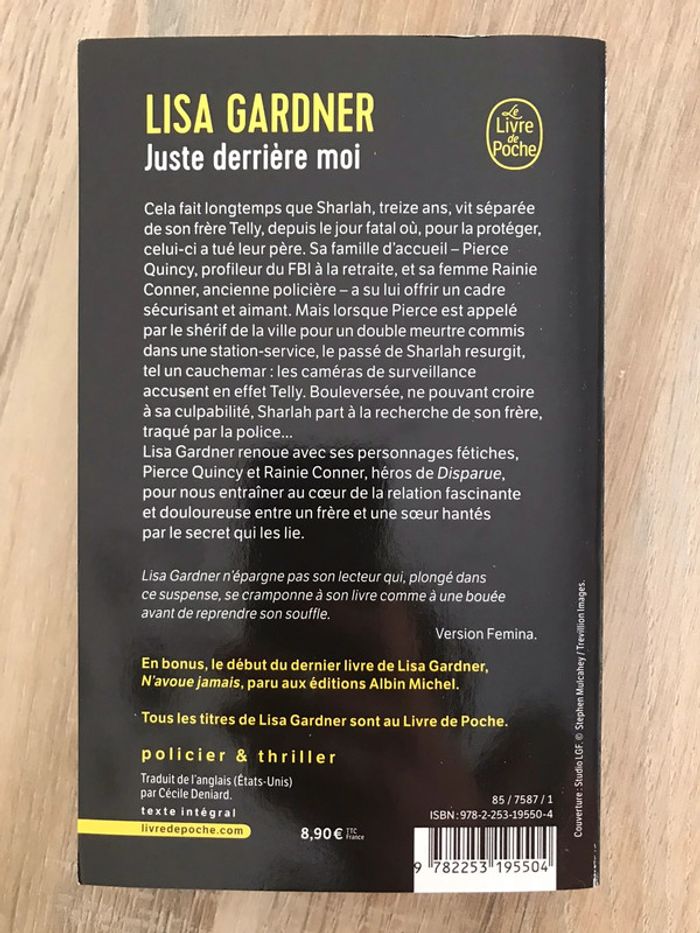 LISA GARDNER
Juste derrière moi
Le
Livre
de
Poche
Cela fait longtemps que Sharlah, treize ans, vit séparée
de son frère Telly, depuis le jour fatal où, pour la protéger,
celui-ci a tué leur père. Sa famille d'accueil – Pierce
Quincy, profileur du FBI à la retraite, et sa femme Rainie
Conner, ancienne policière – a su lui offrir un cadre
sécurisant et aimant. Mais lorsque Pierce est appelé
par le shérif de la ville pour un double meurtre commis
dans une station-service, le passé de Sharlah resurgit,
tel un cauchemar : les caméras de surveillance
accusent en effet Telly. Bouleversée, ne pouvant croire
à sa culpabilité, Sharlah part à la recherche de son frère,
traqué par la police...
Lisa Gardner renoue avec ses personnages fétiches,
Pierce Quincy et Rainie Conner, héros de Disparue,
pour nous entraîner au cœur de la relation fascinante
et douloureuse entre un frère et une sœur hantés
par le secret qui les lie.
Lisa Gardner n'épargne pas son lecteur qui, plongé dans
ce suspense, se cramponne à son livre comme à une bouée
avant de reprendre son souffle.
Version Femina.
En bonus, le début du dernier livre de Lisa Gardner,
N'avoue jamais, paru aux éditions Albin Michel.
Tous les titres de Lisa Gardner sont au Livre de Poche.
policier & thriller
Traduit de l'anglais (États-Unis)
par Cécile Deniard.
texte intégral
livredepoche.com
8,90 € TTC
France
85 / 7587 / 1
ISBN : 978-2-253-19550-4
9 782253 195504
Couverture : Studio LGF. © Stephen Mulcahey / Trevillion Images.